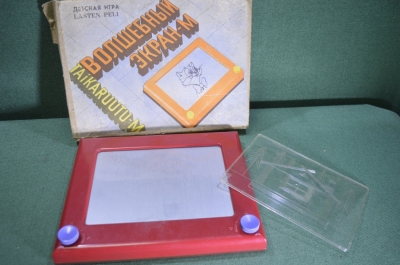 ДЕТСКАЯ ИГРА
LASTEN PELI
ВОЛШЕБНЫЙ
ЭКРАН-М
TAIKARUUTU-M